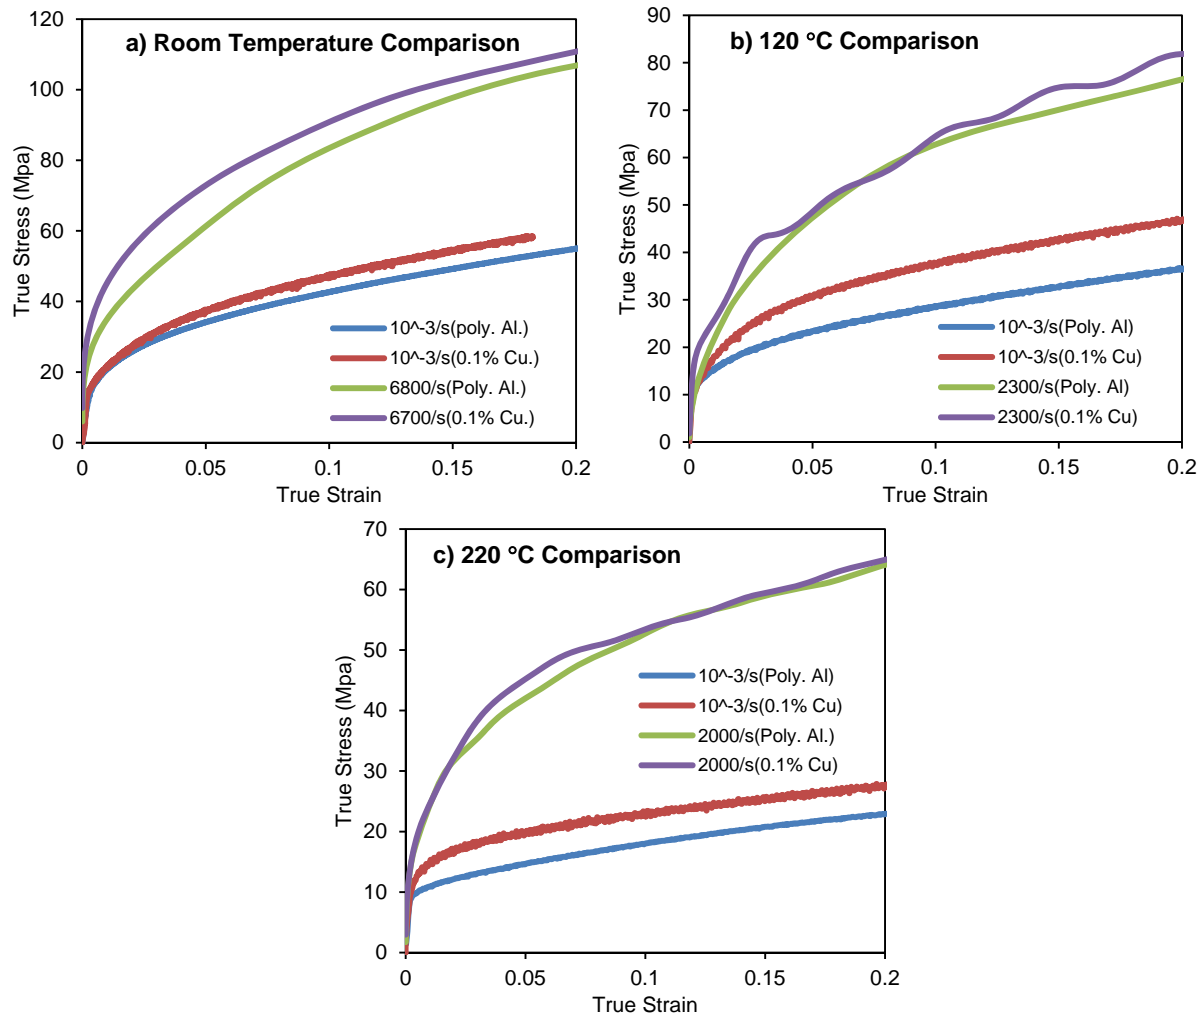 a) Room Temperature Comparison
True Stress (Mpa)
120
100
80
60
40
20
0
10^-3/s(poly. Al.)
10^-3/s(0.1% Cu.)
6800/s(Poly. Al.)
6700/s(0.1% Cu.)
0 0.05 0.1 0.15 0.2
True Strain
b) 120 °C Comparison
True Stress (Mpa)
90
80
70
60
50
40
30
20
10
0
10^-3/s(Poly. Al)
10^-3/s(0.1% Cu)
2300/s(Poly. Al)
2300/s(0.1% Cu)
0 0.05 0.1 0.15 0.2
True Strain
c) 220 °C Comparison
True Stress (Mpa)
70
60
50
40
30
20
10
0
10^-3/s(Poly. Al)
10^-3/s(0.1% Cu)
2000/s(Poly. Al.)
2000/s(0.1% Cu)
0 0.05 0.1 0.15 0.2
True Strain